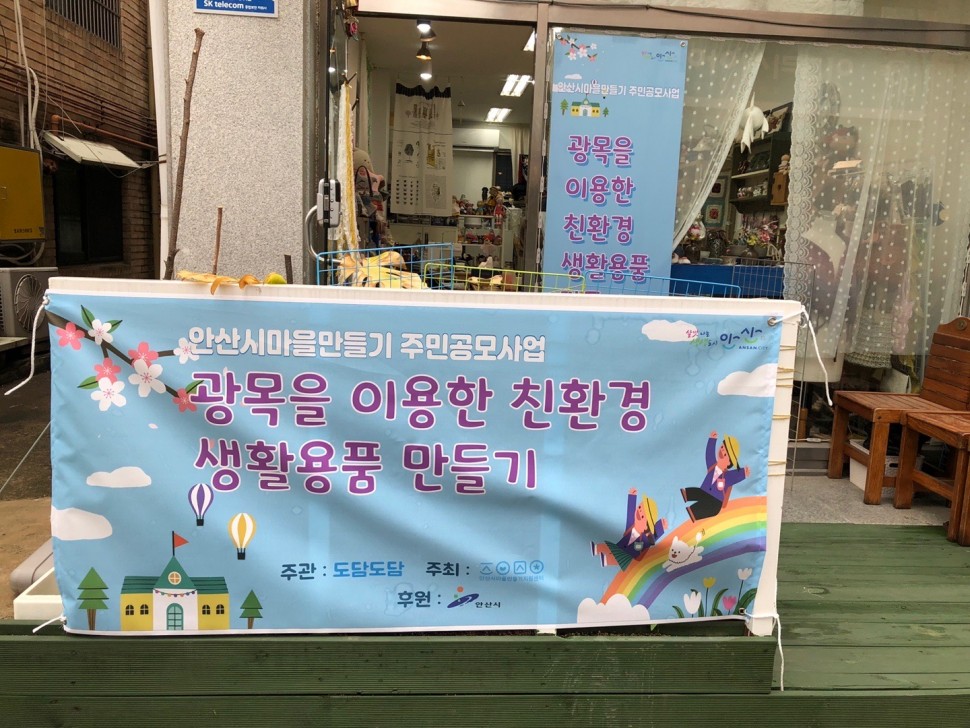 SK telecom
안산시마을만들기 주민공모사업
광목을
이용한
친환경
생활용품
안산시마을만들기 주민공모사업
안산
ANSAN
광목을 이용한 친환경
생활용품 만들기
주관 : 도담도담 주최 :
후원 : 안산시